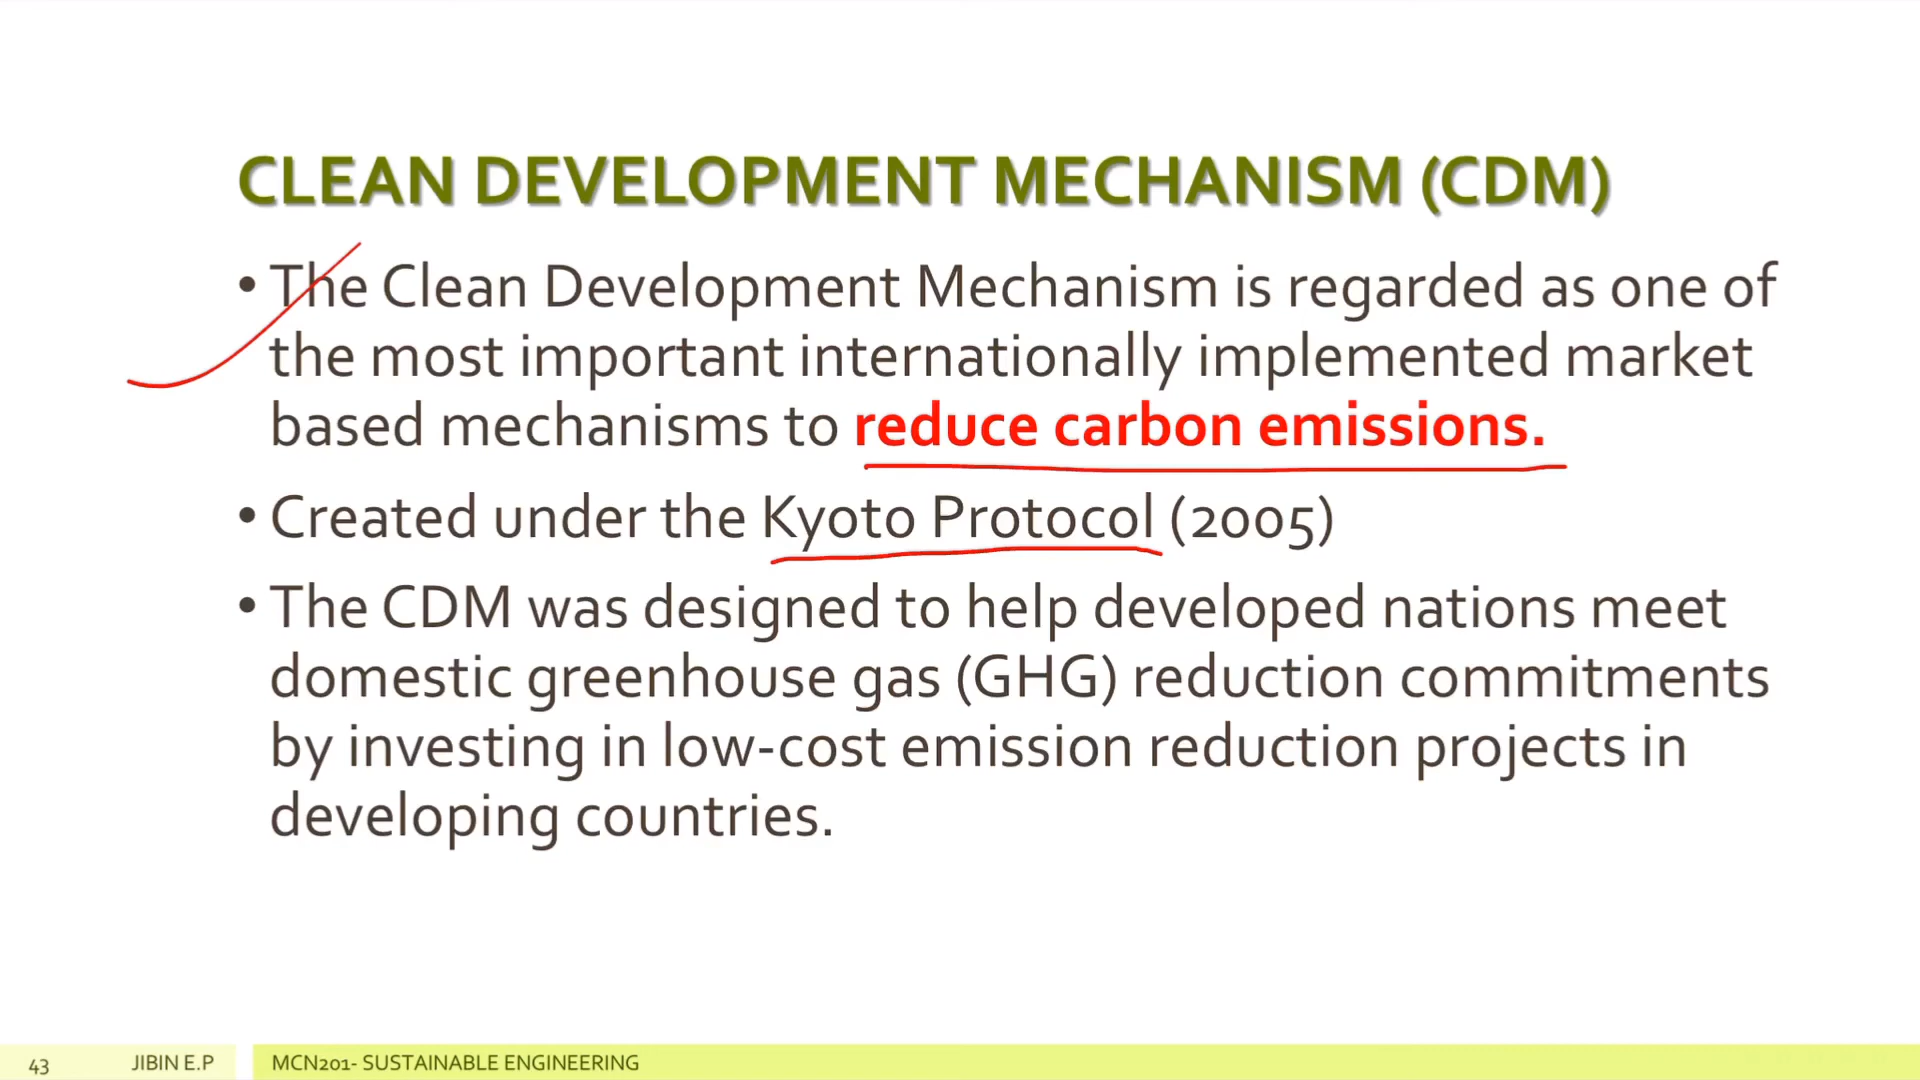 CLEAN DEVELOPMENT MECHANISM (CDM)
• The Clean Development Mechanism is regarded as one of
the most important internationally implemented market
based mechanisms to reduce carbon emissions.
• Created under the Kyoto Protocol (2005)
• The CDM was designed to help developed nations meet
domestic greenhouse gas (GHG) reduction commitments
by investing in low-cost emission reduction projects in
developing countries.
43 JIBIN E.P MCN201- SUSTAINABLE ENGINEERING